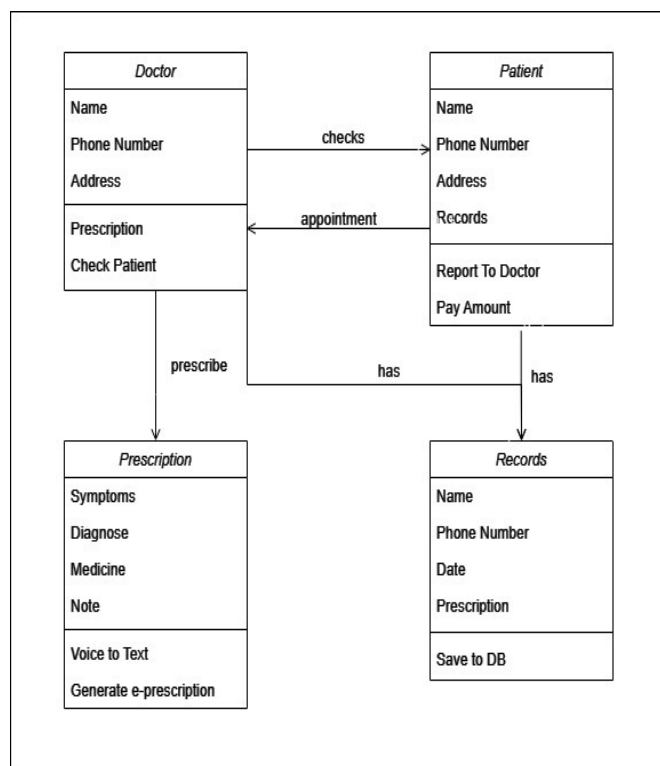 Doctor
Name
Phone Number
Address
Prescription
Check Patient
checks
appointment
Patient
Name
Phone Number
Address
Records
Report To Doctor
Pay Amount
prescribe
has
has
Prescription
Symptoms
Diagnose
Medicine
Note
Voice to Text
Generate e-prescription
Records
Name
Phone Number
Date
Prescription
Save to DB